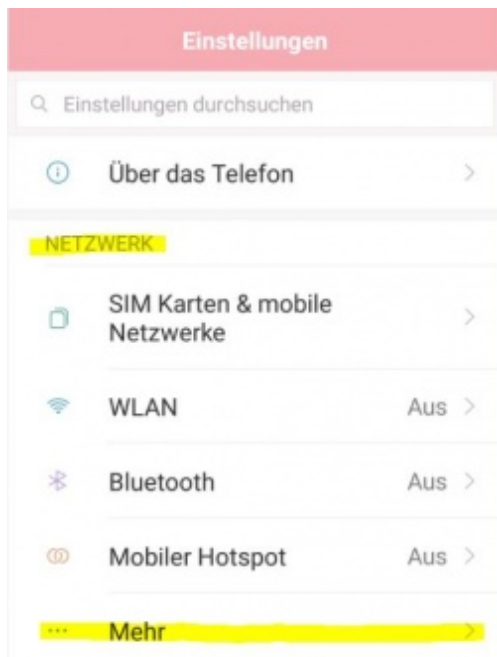 Einstellungen
Einstellungen durchsuchen
Über das Telefon
NETZWERK
SIM Karten & mobile
Netzwerke
WLAN Aus
Bluetooth Aus
Mobiler Hotspot Aus
Mehr